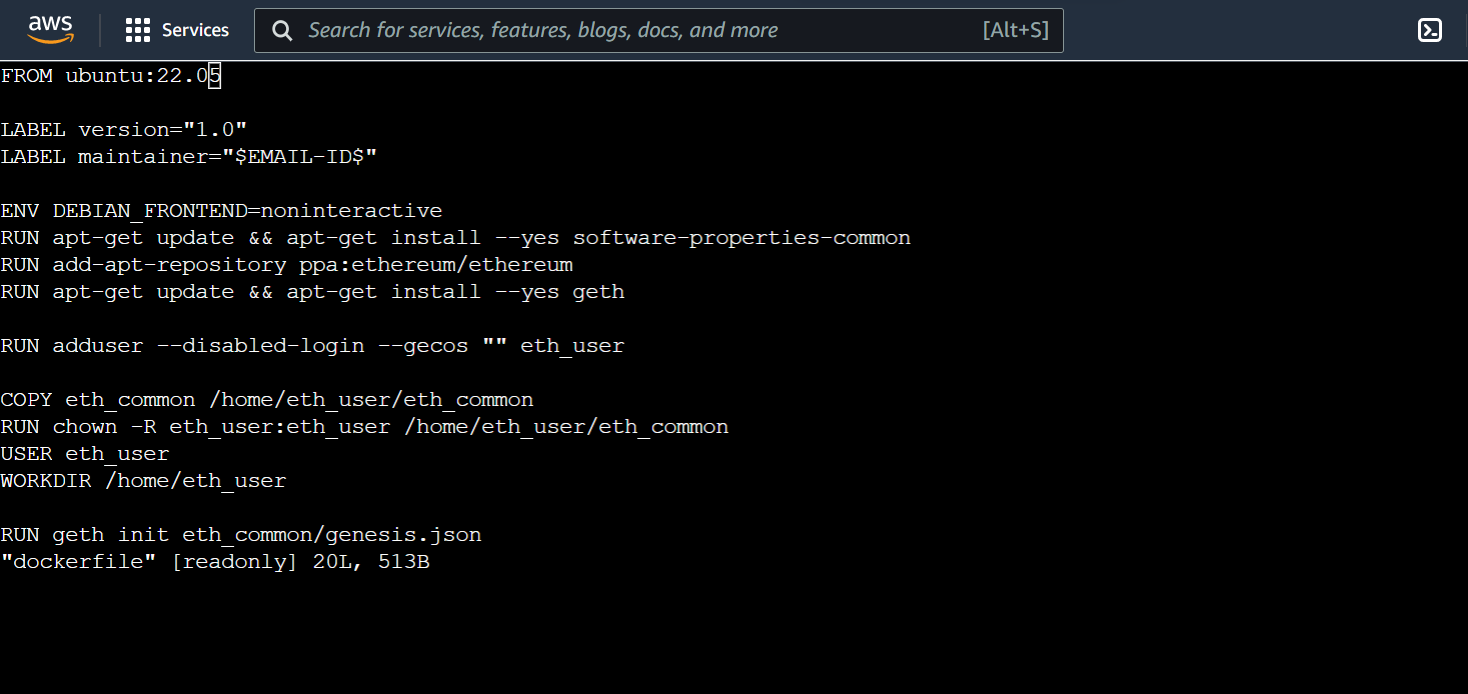 aws
Services
Search for services, features, blogs, docs, and more
[Alt+S]
FROM ubuntu:22.05
LABEL version="1.0"
LABEL maintainer="$EMAIL-ID$"
ENV DEBIAN_FRONTEND=noninteractive
RUN apt-get update && apt-get install --yes software-properties-common
RUN add-apt-repository ppa:ethereum/ethereum
RUN apt-get update && apt-get install --yes geth
RUN adduser --disabled-login --gecos "" eth_user
COPY eth_common /home/eth_user/eth_common
RUN chown -R eth_user:eth_user /home/eth_user/eth_common
USER eth_user
WORKDIR /home/eth_user
RUN geth init eth_common/genesis.json
"dockerfile" [readonly] 20L, 513B